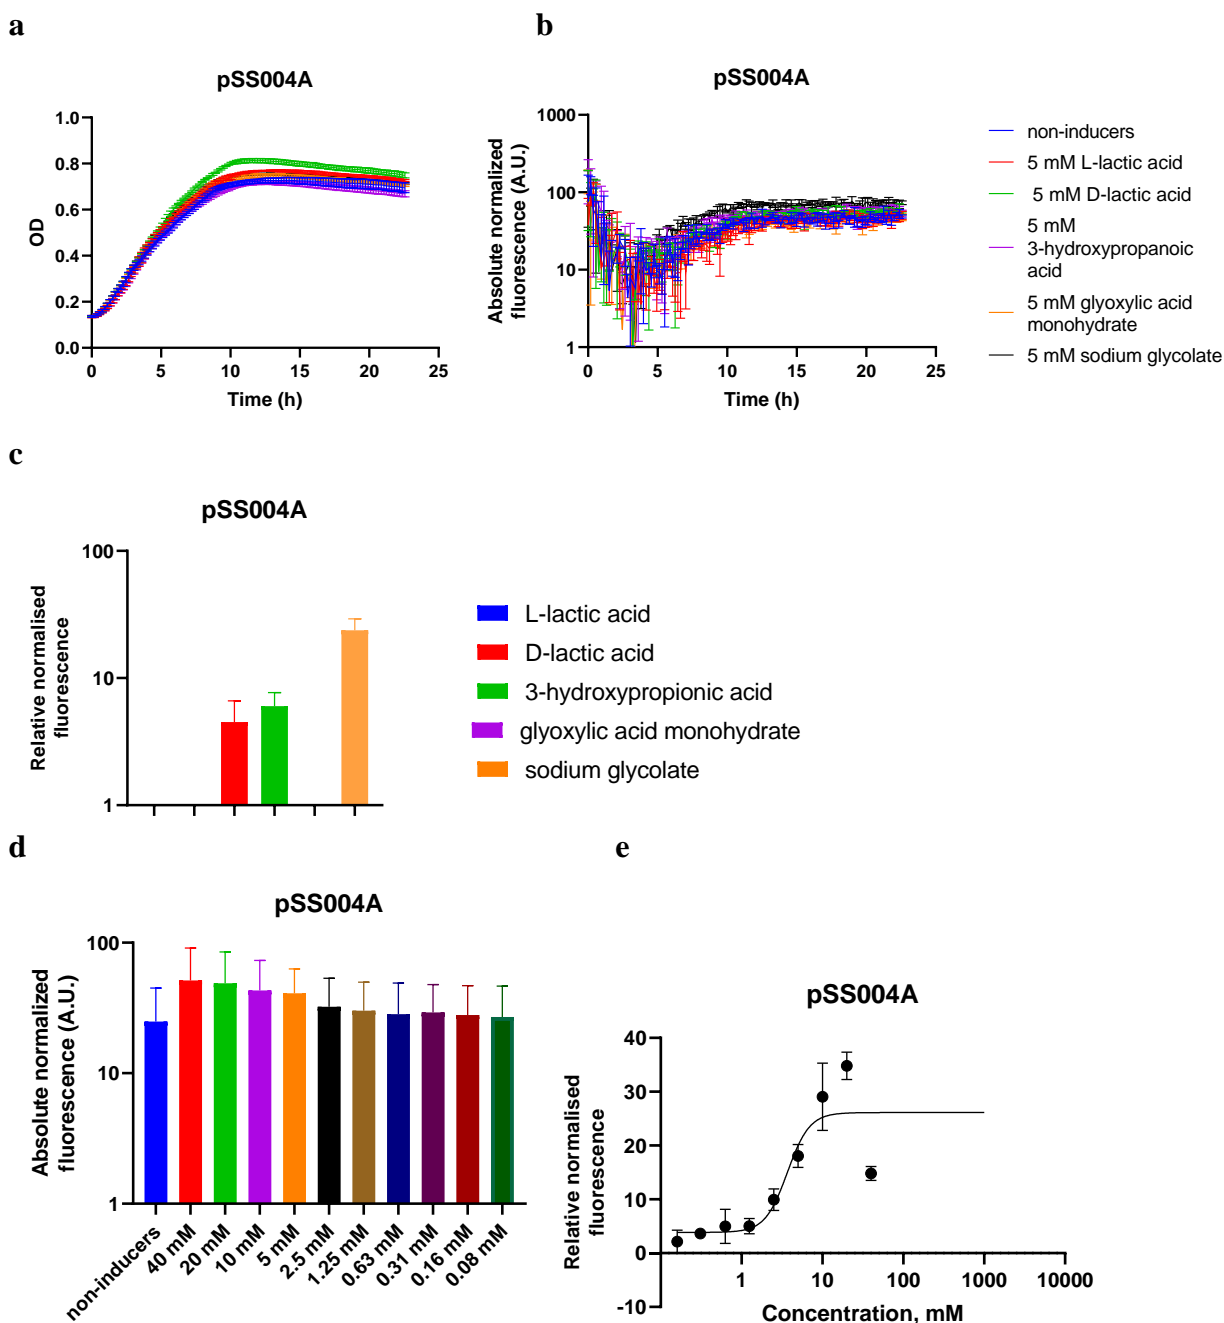 a
pSS004A
OD
1.0
0.8
0.6
0.4
0.2
0.0
0
5
10
15
20
25
Time (h)
b
pSS004A
Absolute normalized
fluorescence (A.U.)
1000
100
10
1
0
5
10
15
20
25
Time (h)
non-inducers
5 mM L-lactic acid
5 mM D-lactic acid
5 mM
3-hydroxypropanoic
acid
5 mM glyoxylic acid
monohydrate
5 mM sodium glycolate
c
pSS004A
Relative normalised
fluorescence
100
10
1
L-lactic acid
D-lactic acid
3-hydroxypropionic acid
glyoxylic acid monohydrate
sodium glycolate
d
pSS004A
Absolute normalized
fluorescence (A.U.)
100
10
1
non-inducers
40 mM
20 mM
10 mM
5 mM
2.5 mM
1.25 mM
0.63 mM
0.31 mM
0.16 mM
0.08 mM
e
pSS004A
Relative normalised
fluorescence
40
30
20
10
0
-10
1
10
100
1000
10000
Concentration, mM